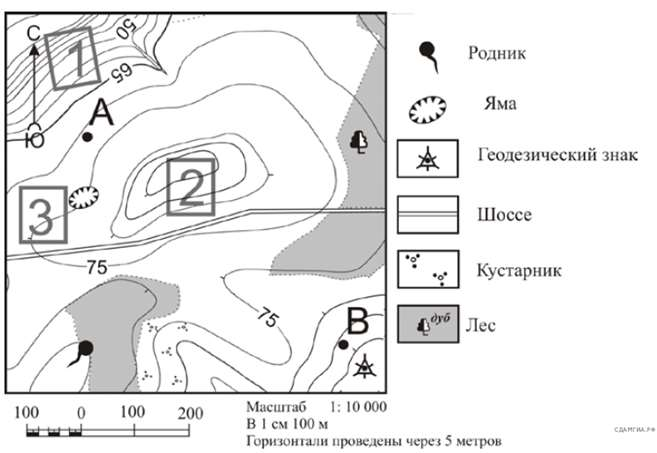 С
Ю
50
65
1
А
2
3
75
75
В
Родник
Яма
Геодезический знак
Шоссе
Кустарник
дуб
Лес
100 0 100 200
Масштаб 1: 10 000
В 1 см 100 м
Горизонтали проведены через 5 метров
СДАМГИА.РФ